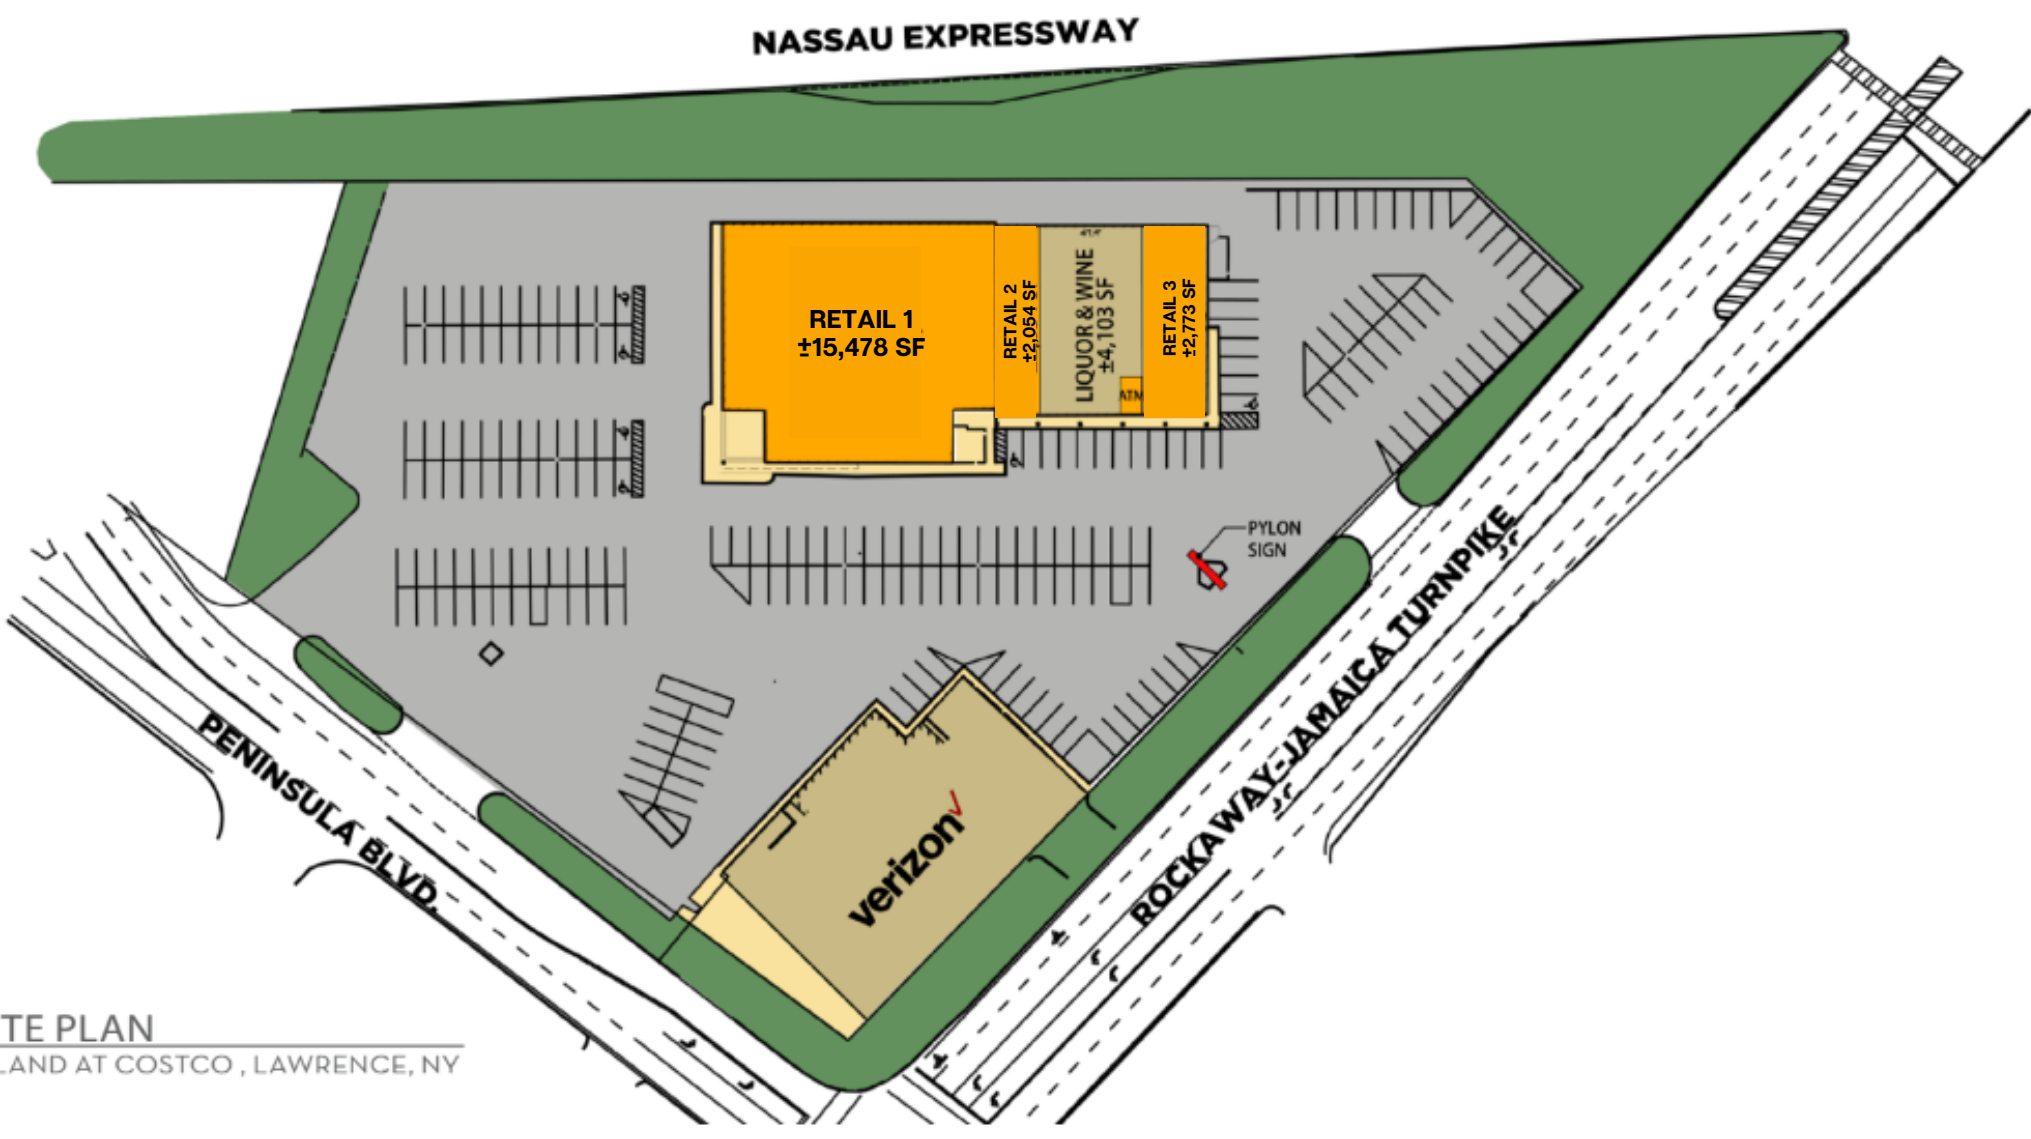 NASSAU EXPRESSWAY
RETAIL 1
±15,478 SF
RETAIL 2
±2,054 SF
LIQUOR & WINE
±4,103 SF
ATM
RETAIL 3
±2,773 SF
PYLON
SIGN
verizon
PENINSULA BLVD.
ROCKAWAY-JAMAICA TURNPIKE
TE PLAN
LAND AT COSTCO , LAWRENCE, NY